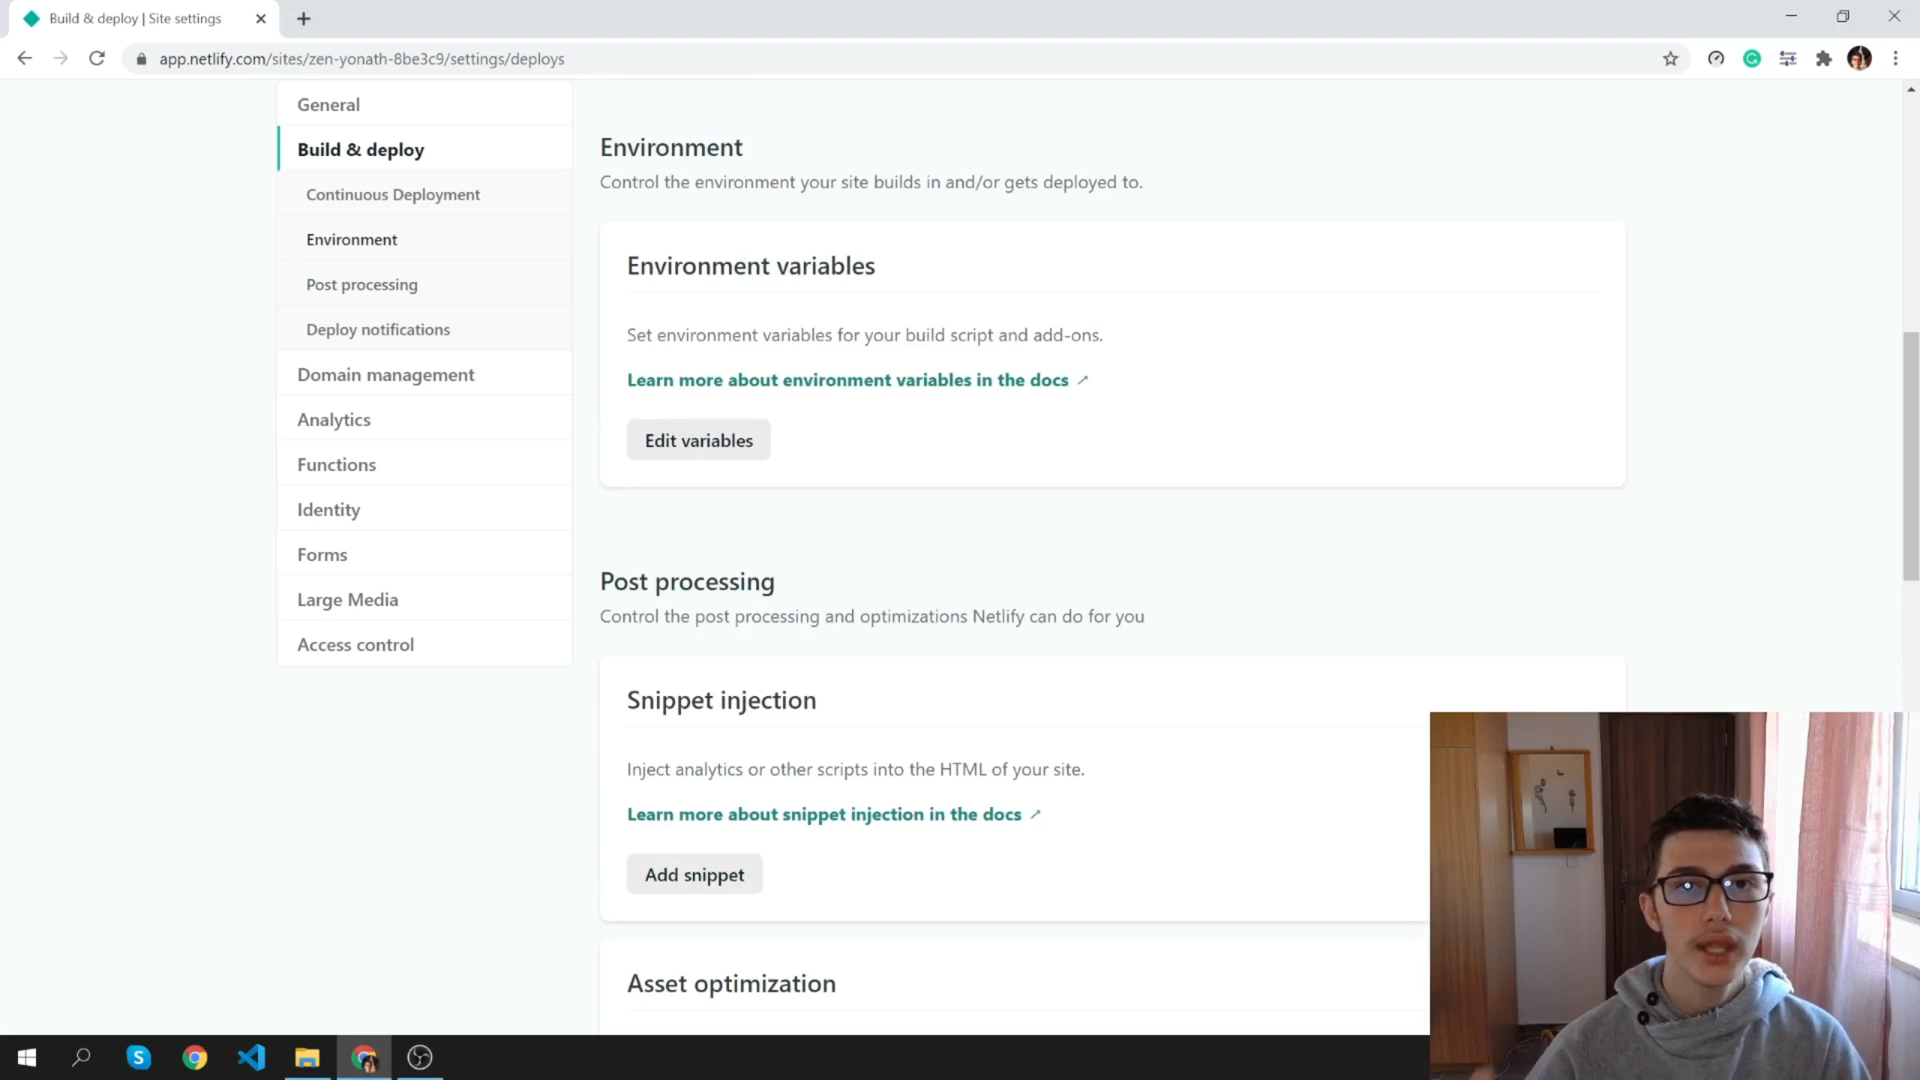 Build & deploy | Site settings
app.netlify.com/sites/zen-yonath-8be3c9/settings/deploys
General
Build & deploy
Continuous Deployment
Environment
Post processing
Deploy notifications
Domain management
Analytics
Functions
Identity
Forms
Large Media
Access control
Environment
Control the environment your site builds in and/or gets deployed to.
Environment variables
Set environment variables for your build script and add-ons.
Learn more about environment variables in the docs
Edit variables
Post processing
Control the post processing and optimizations Netlify can do for you
Snippet injection
Inject analytics or other scripts into the HTML of your site.
Learn more about snippet injection in the docs
Add snippet
Asset optimization